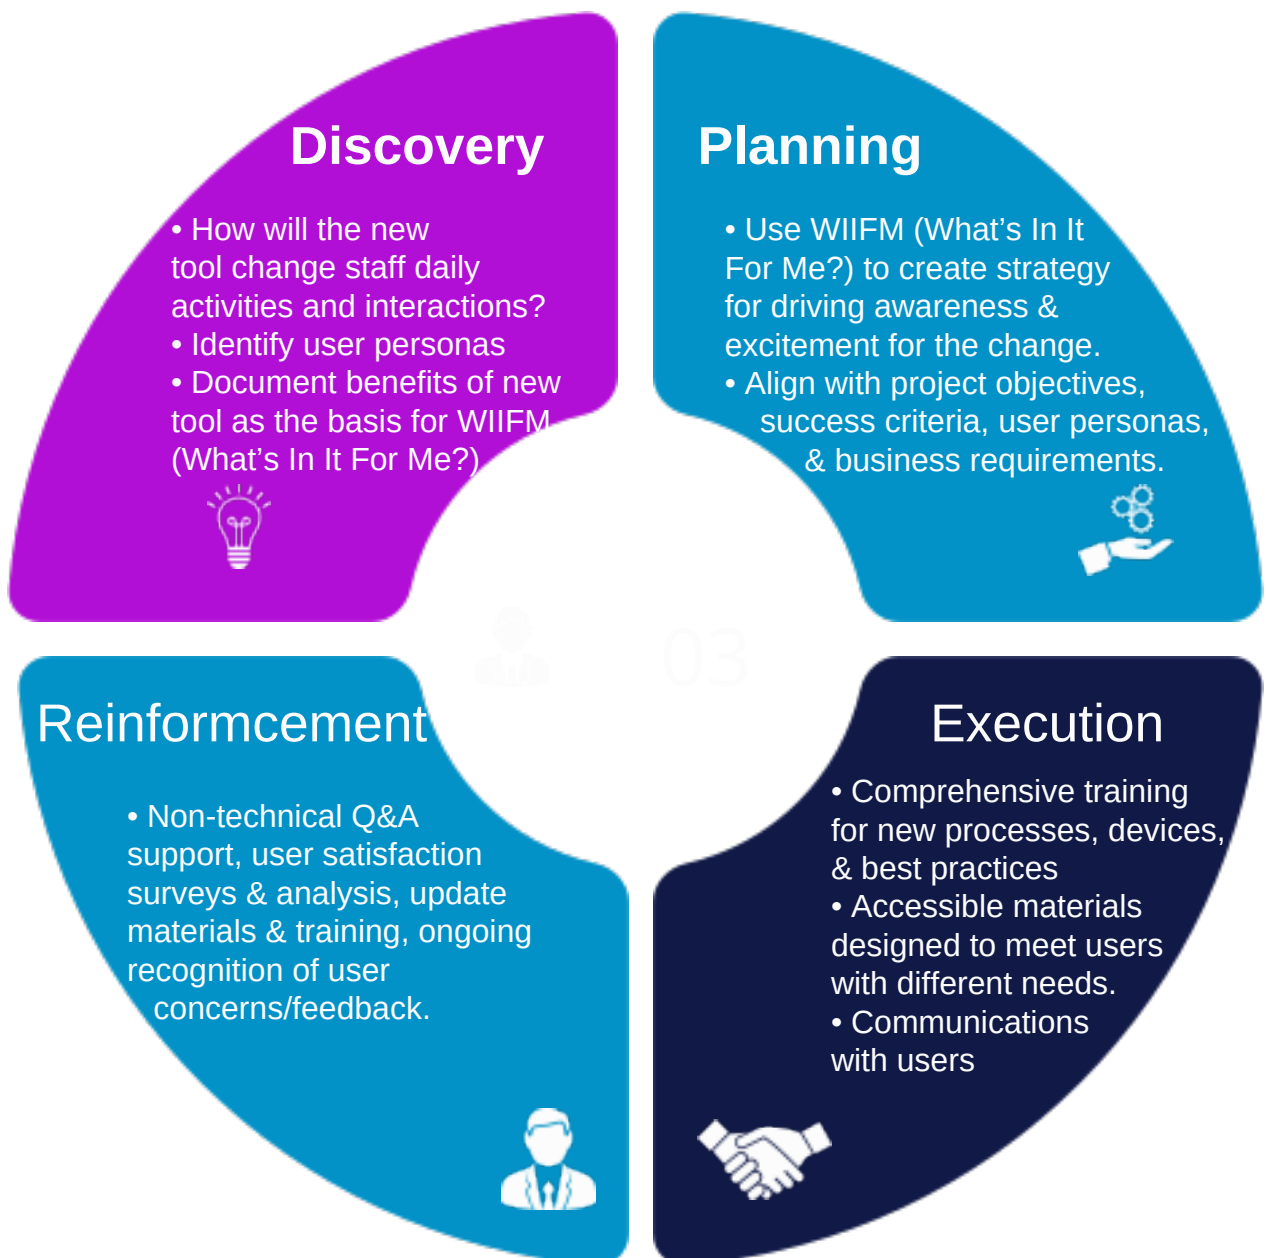 Discovery
• How will the new
tool change staff daily
activities and interactions?
• Identify user personas
• Document benefits of new
tool as the basis for WIIFM
(What’s In It For Me?)
Planning
• Use WIIFM (What’s In It
For Me?) to create strategy
for driving awareness &
excitement for the change.
• Align with project objectives,
success criteria, user personas,
& business requirements.
03
Reinformcement
• Non-technical Q&A
support, user satisfaction
surveys & analysis, update
materials & training, ongoing
recognition of user
concerns/feedback.
Execution
• Comprehensive training
for new processes, devices,
& best practices
• Accessible materials
designed to meet users
with different needs.
• Communications
with users